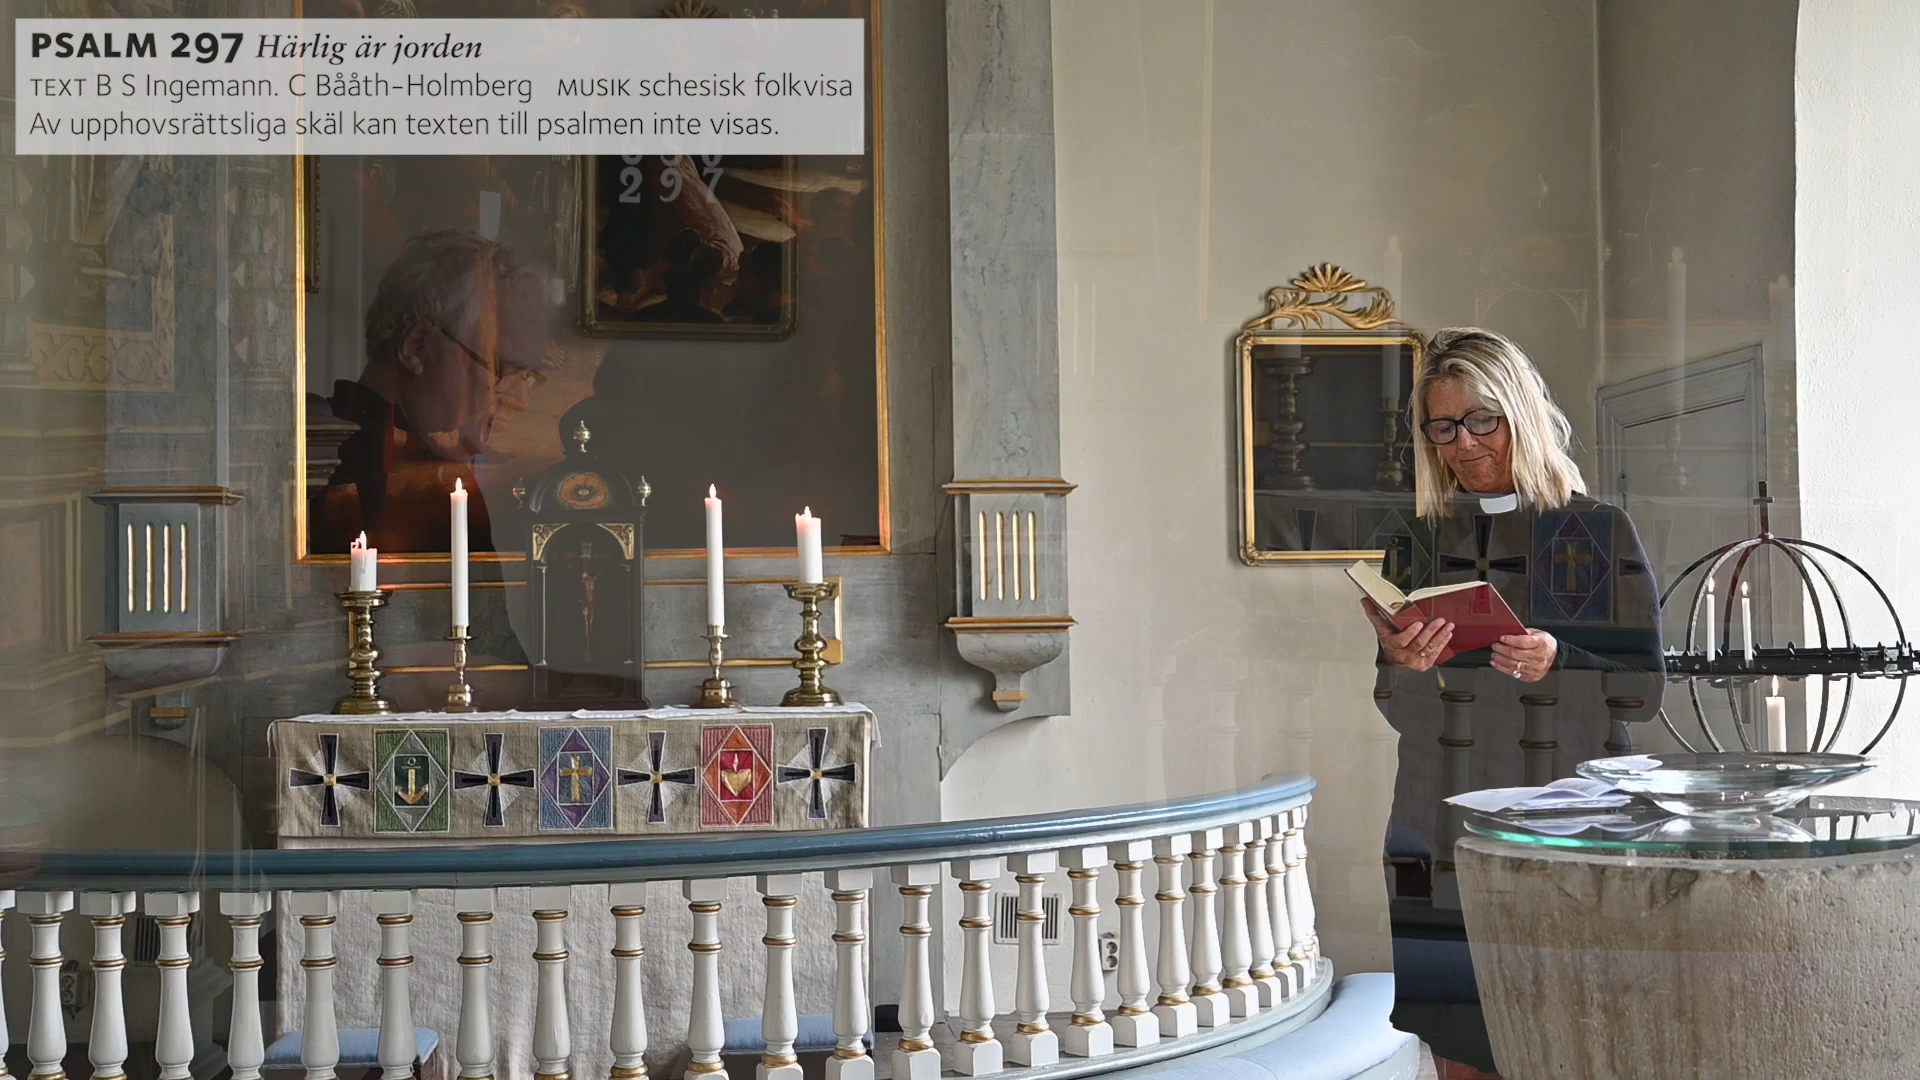 PSALM 297 Härlig är jorden
TEXT B S Ingemann. C Bååth-Holmberg MUSIK schesisk folkvisa
Av upphovsrättsliga skäl kan texten till psalmen inte visas.
297